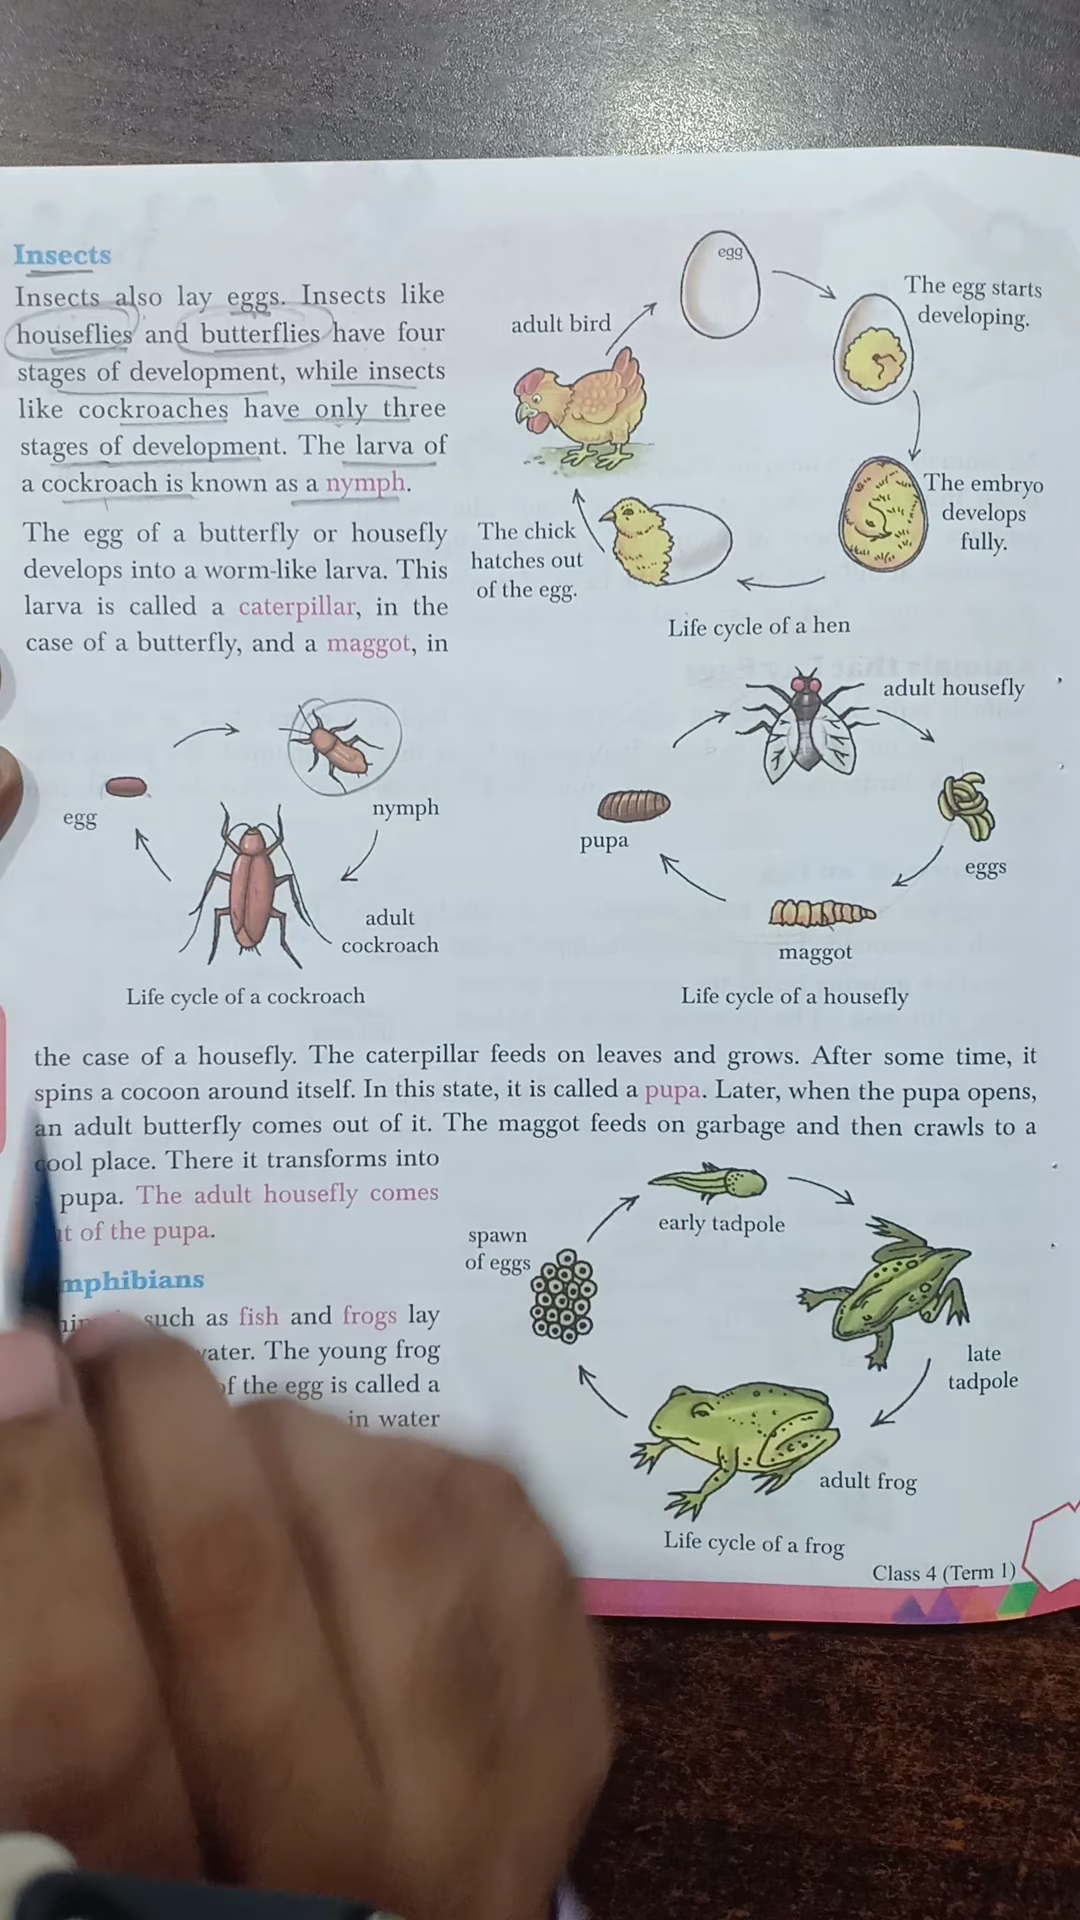 Insects
Insects also lay eggs. Insects like
houseflies and butterflies have four
stages of development, while insects
like cockroaches have only three
stages of development. The larva of
a cockroach is known as a nymph.
The egg of a butterfly or housefly
develops into a worm-like larva. This
larva is called a caterpillar, in the
case of a butterfly, and a maggot, in
egg
The egg starts
developing.
adult bird
The embryo
develops
fully.
The chick
hatches out
of the egg.
Life cycle of a hen
egg
nymph
adult
cockroach
Life cycle of a cockroach
adult housefly
pupa
eggs
maggot
Life cycle of a housefly
the case of a housefly. The caterpillar feeds on leaves and grows. After some time, it
spins a cocoon around itself. In this state, it is called a pupa. Later, when the pupa opens,
an adult butterfly comes out of it. The maggot feeds on garbage and then crawls to a
cool place. There it transforms into
pupa. The adult housefly comes
of the pupa.
such as fish and frogs lay
The young frog
the egg is called a
in water
early tadpole
spawn
of eggs
late
tadpole
adult frog
Life cycle of a frog
Class 4 (Term 1)